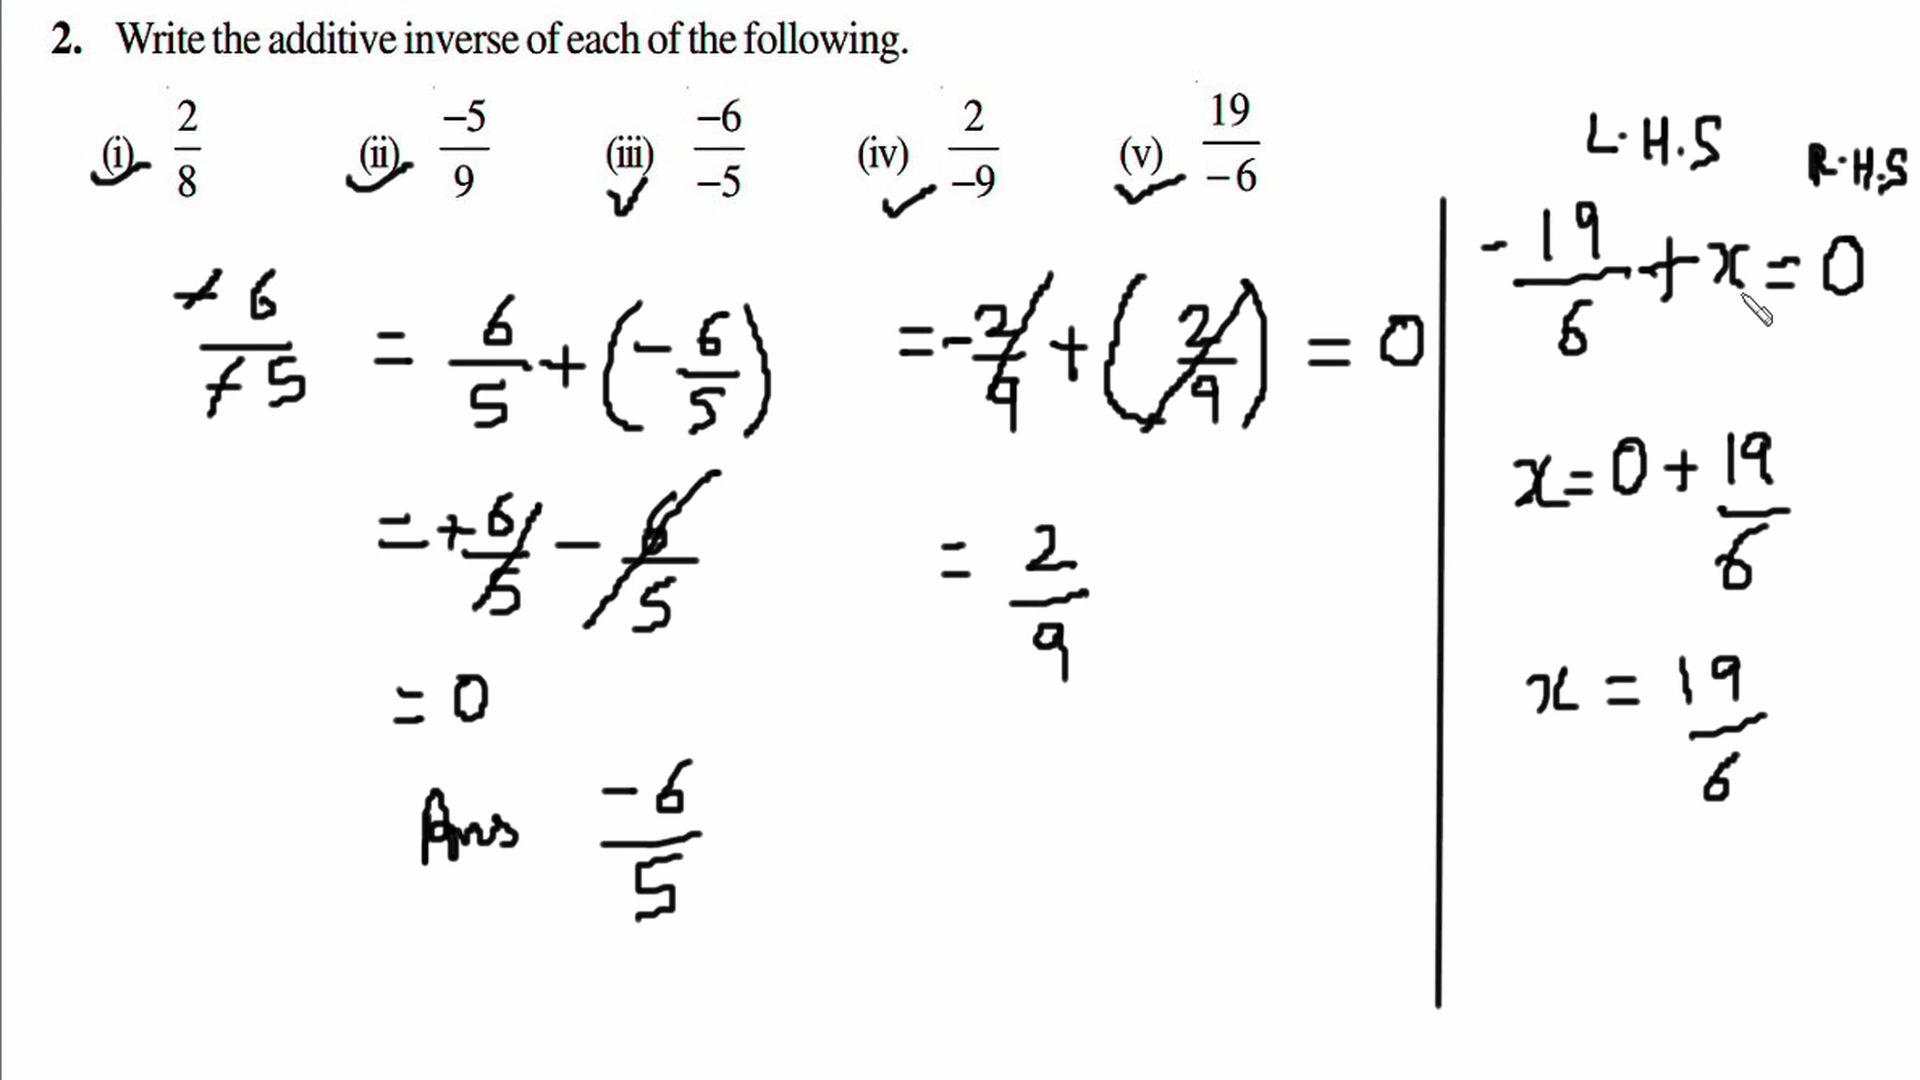 2. Write the additive inverse of each of the following.
(i) 2/8 (ii) -5/9 (iii) -6/-5 (iv) 2/-9 (v) 19/-6
-6/-5 = 6/5 + (-6/5)
= +6/5 - 6/5
= 0
Ans -6/5
= -2/9 + (2/9) = 0
= 2/9
L.H.S R.H.S
-19/6 + x = 0
x = 0 + 19/6
x = 19/6